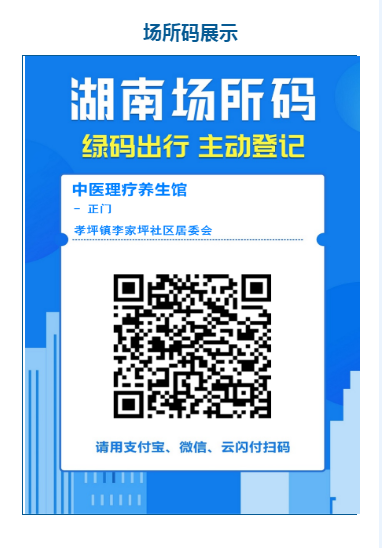 场所码展示
湖南场所码
绿码出行 主动登记
中医理疗养生馆
- 正门
孝坪镇李家坪社区居委会
请用支付宝、微信、云闪付扫码